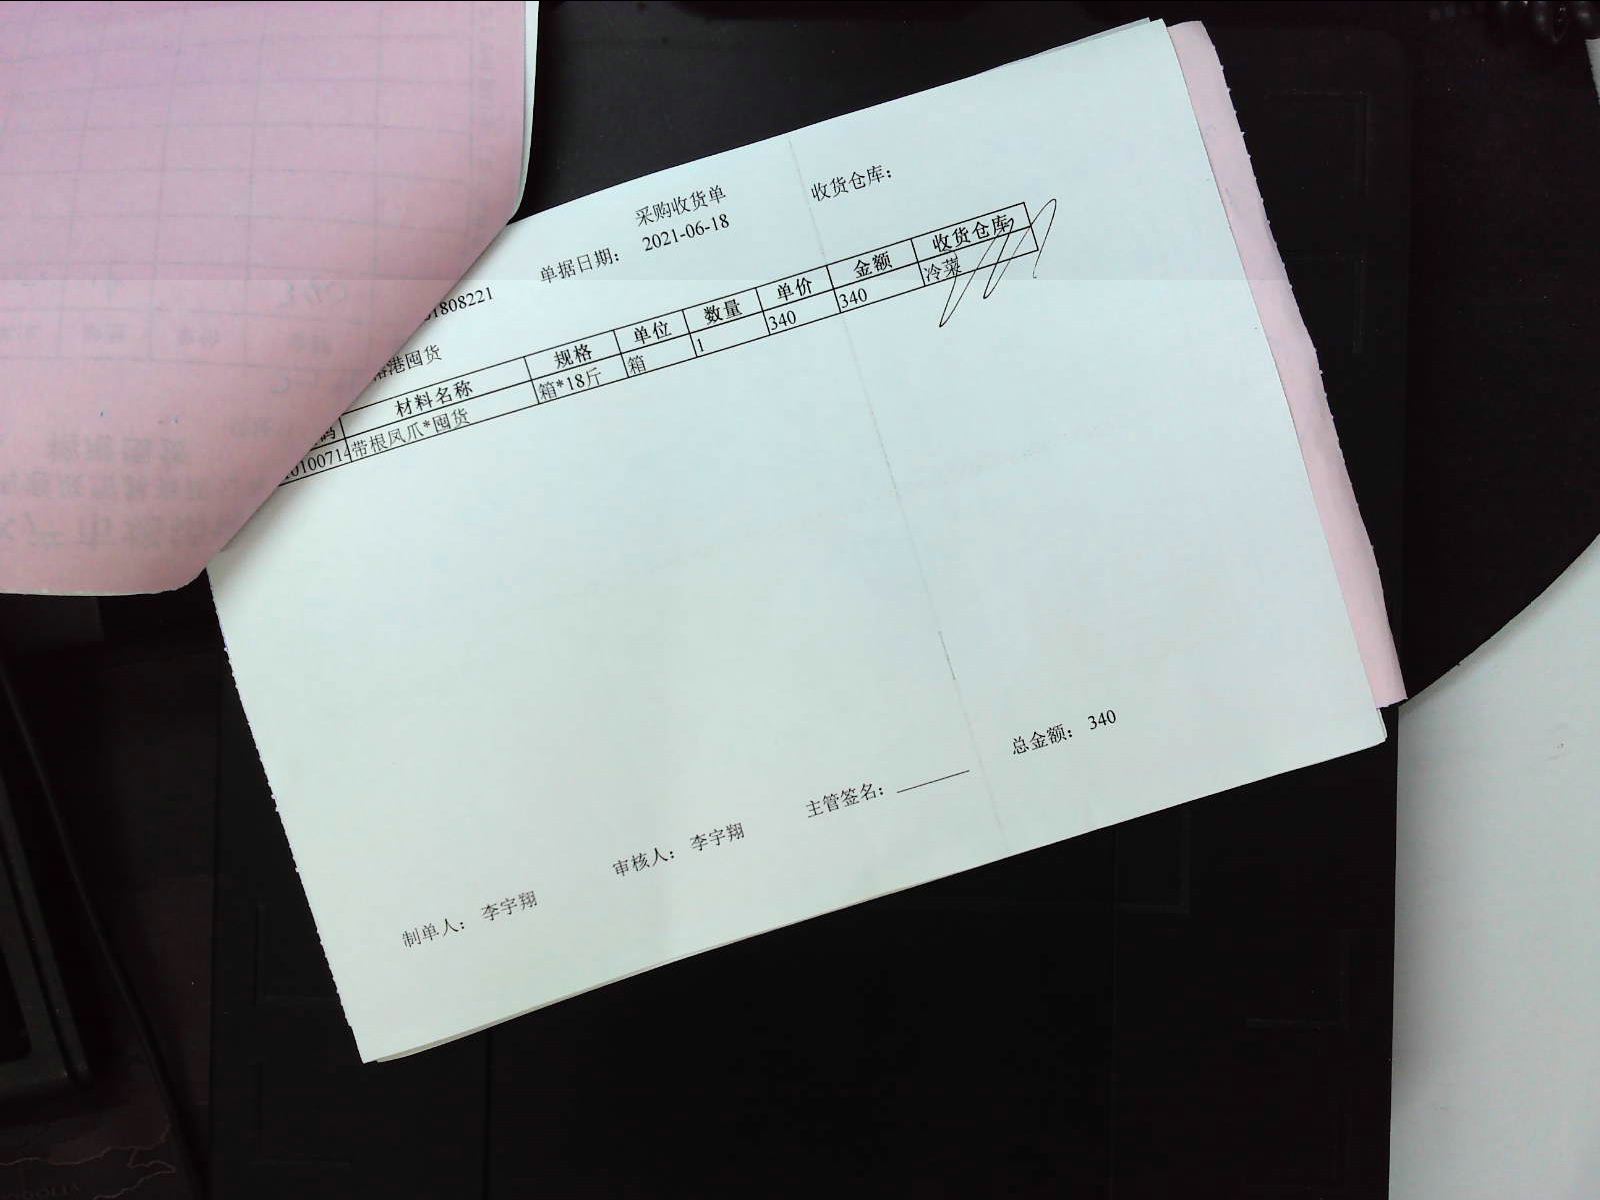 采购收货单
收货仓库：
单据日期： 2021-06-18
1808221
港囤货
材料名称 规格 单位 数量 单价 金额 收货仓库
0100714 带根凤爪*囤货 箱*18斤 箱 1 340 340 冷菜
总金额： 340
制单人： 李宇翔 审核人： 李宇翔 主管签名：